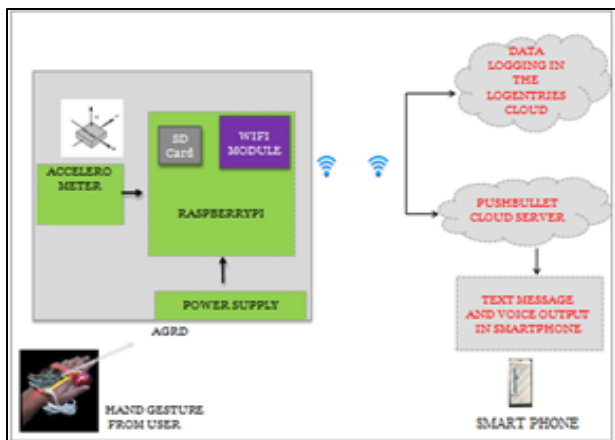 ACCELERO
METER
SD
Card
WIFI
MODULE
RASPBERRYPI
POWER SUPPLY
AGRD
HAND GESTURE
FROM USER
DATA
LOGGING IN
THE
LOGENTRIES
CLOUD
PUSHBULLET
CLOUD SERVER
TEXT MESSAGE
AND VOICE OUTPUT
IN SMARTPHONE
SMART PHONE